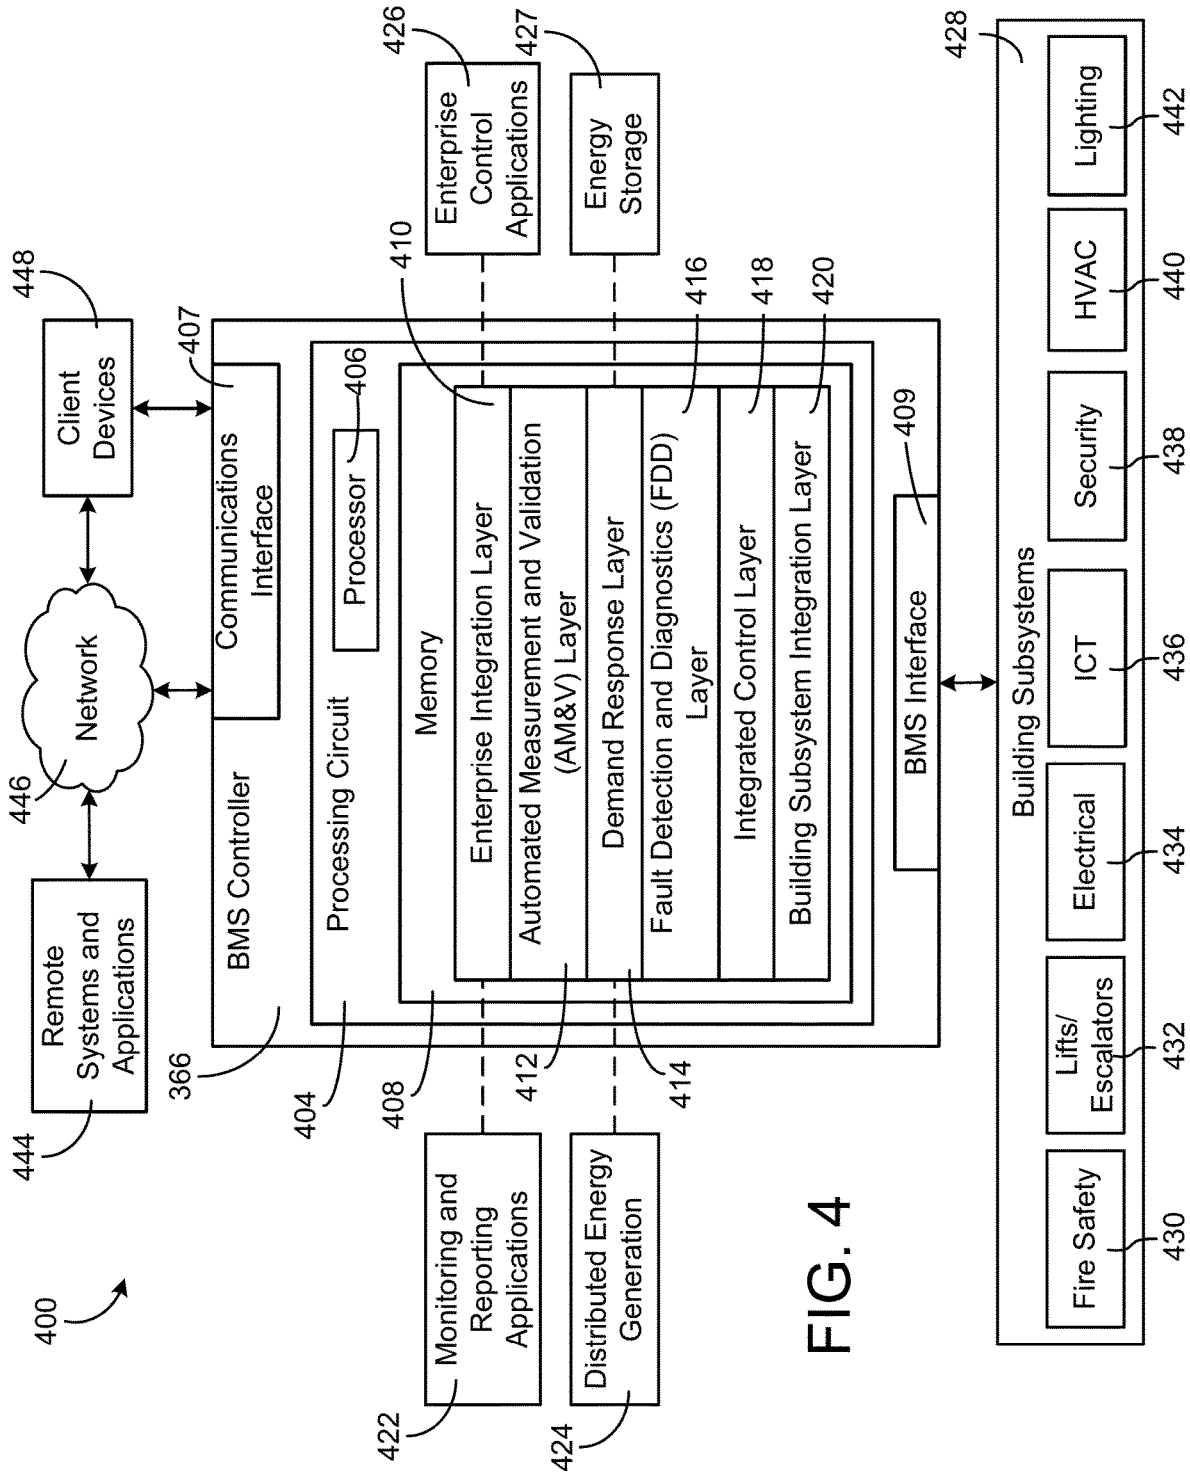 400
444
Remote
Systems and
Applications
446
Network
448
Client
Devices
366
BMS Controller
407
Communications
Interface
404
Processing Circuit
Processor
406
408
Memory
410
Enterprise Integration Layer
Automated Measurement and Validation
(AM&V) Layer
412
Demand Response Layer
414
Fault Detection and Diagnostics (FDD)
Layer
416
Integrated Control Layer
418
Building Subsystem Integration Layer
420
422
Monitoring and
Reporting
Applications
426
Enterprise
Control
Applications
424
Distributed Energy
Generation
427
Energy
Storage
BMS Interface
409
FIG. 4
428
Building Subsystems
Fire Safety
Lifts/
Escalators
Electrical
ICT
Security
HVAC
Lighting
430
432
434
436
438
440
442